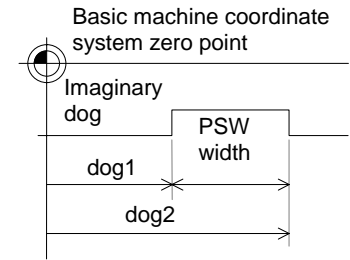 Basic machine coordinate
system zero point
Imaginary
dog
PSW
width
dog1
dog2